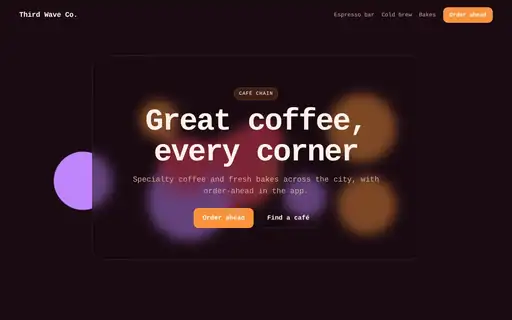 Third Wave Co.
Espresso bar Cold brew Bakes Order ahead
CAFÉ CHAIN
Great coffee,
every corner
Specialty coffee and fresh bakes across the city, with
order-ahead in the app.
Order ahead Find a café